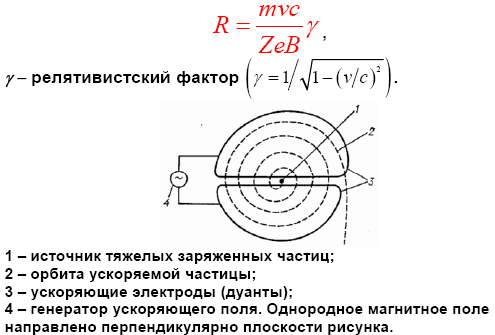 R = mvc / ZeB γ ,
γ – релятивистский фактор (γ = 1/√1−(v/c)²).
1
2
3
4
1 – источник тяжелых заряженных частиц;
2 – орбита ускоряемой частицы;
3 – ускоряющие электроды (дуанты);
4 – генератор ускоряющего поля. Однородное магнитное поле
направлено перпендикулярно плоскости рисунка.